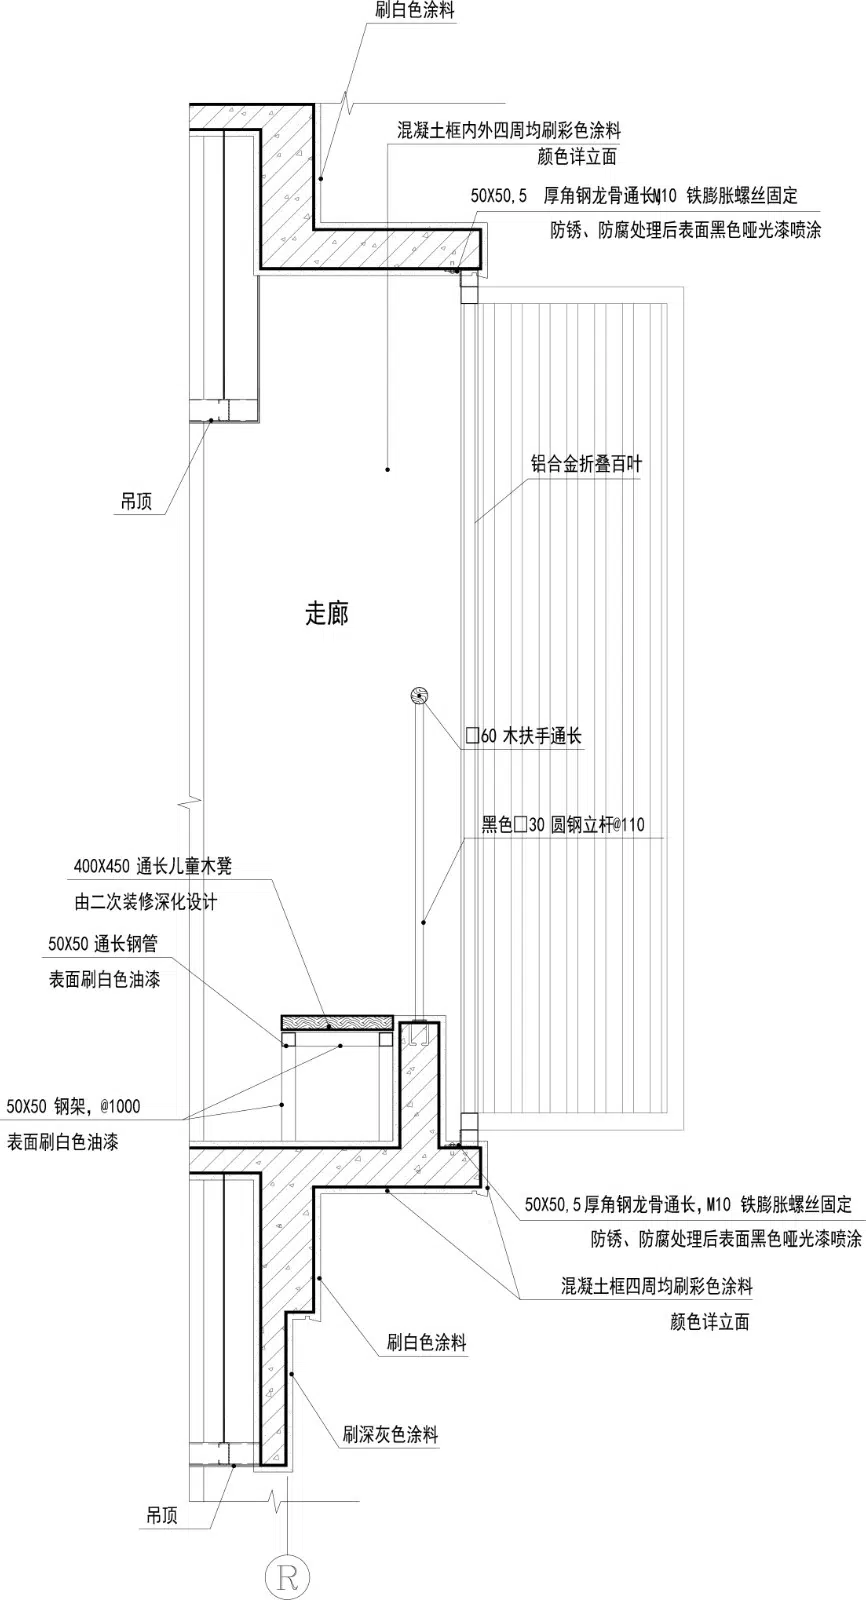 刷白色涂料
混凝土框内外四周均刷彩色涂料
颜色详立面
50X50,5 厚角钢龙骨通长M10 铁膨胀螺丝固定
防锈、防腐处理后表面黑色哑光漆喷涂
铝合金折叠百叶
吊顶
走廊
□60 木扶手通长
黑色□30 圆钢立杆@110
400X450 通长儿童木凳
由二次装修深化设计
50X50 通长钢管
表面刷白色油漆
50X50 钢架，@1000
表面刷白色油漆
50X50,5厚角钢龙骨通长,M10 铁膨胀螺丝固定
防锈、防腐处理后表面黑色哑光漆喷涂
混凝土框四周均刷彩色涂料
颜色详立面
刷白色涂料
刷深灰色涂料
吊顶
R